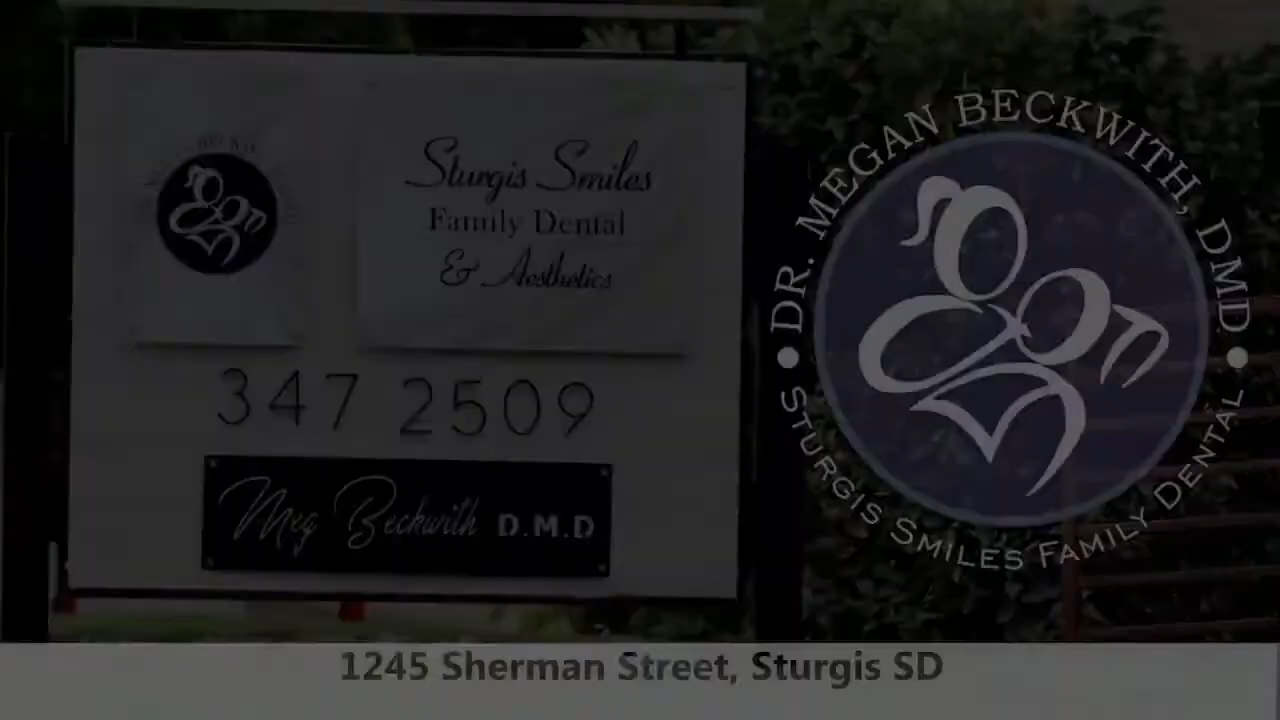 Sturgis Smiles
Family Dental
& Aesthetics
347 2509
Meg Beckwith D.M.D
DR. MEGAN BECKWITH, DMD
STURGIS SMILES FAMILY DENTAL
1245 Sherman Street, Sturgis SD